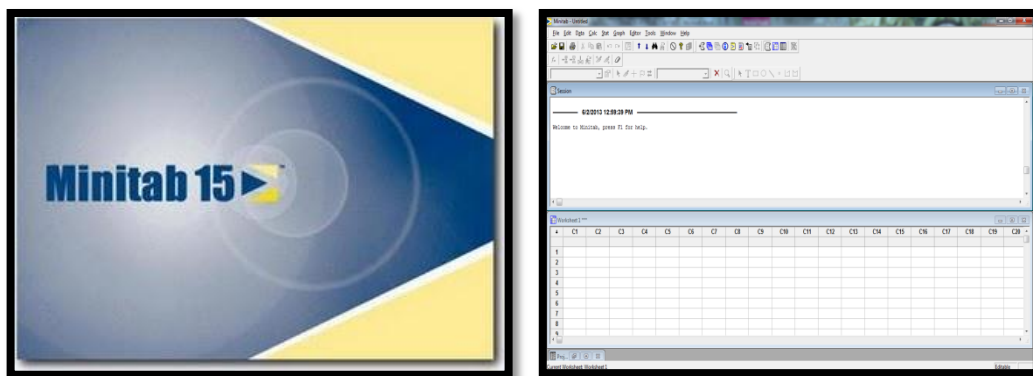 Minitab 15
Minitab - Untitled
File Edit Data Calc Stat Graph Editor Tools Window Help
Session
6/2/2013 12:59:39 PM
Welcome to Minitab, press F1 for help.
Worksheet 1 ***
C1 C2 C3 C4 C5 C6 C7 C8 C9 C10 C11 C12 C13 C14 C15 C16 C17 C18 C19 C20
1
2
3
4
5
6
7
8
9
Current Worksheet: Worksheet 1
Editable